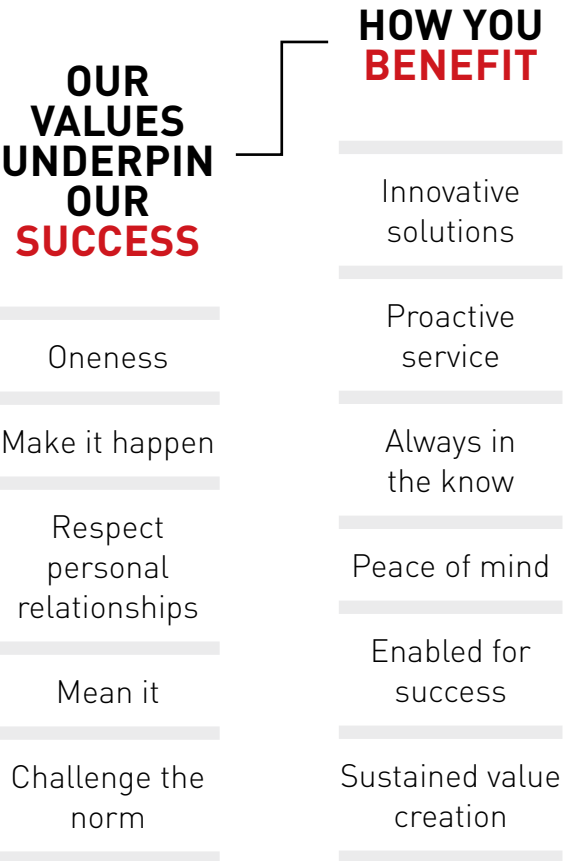 OUR
VALUES
UNDERPIN
OUR
SUCCESS
Oneness
Make it happen
Respect
personal
relationships
Mean it
Challenge the
norm
HOW YOU
BENEFIT
Innovative
solutions
Proactive
service
Always in
the know
Peace of mind
Enabled for
success
Sustained value
creation